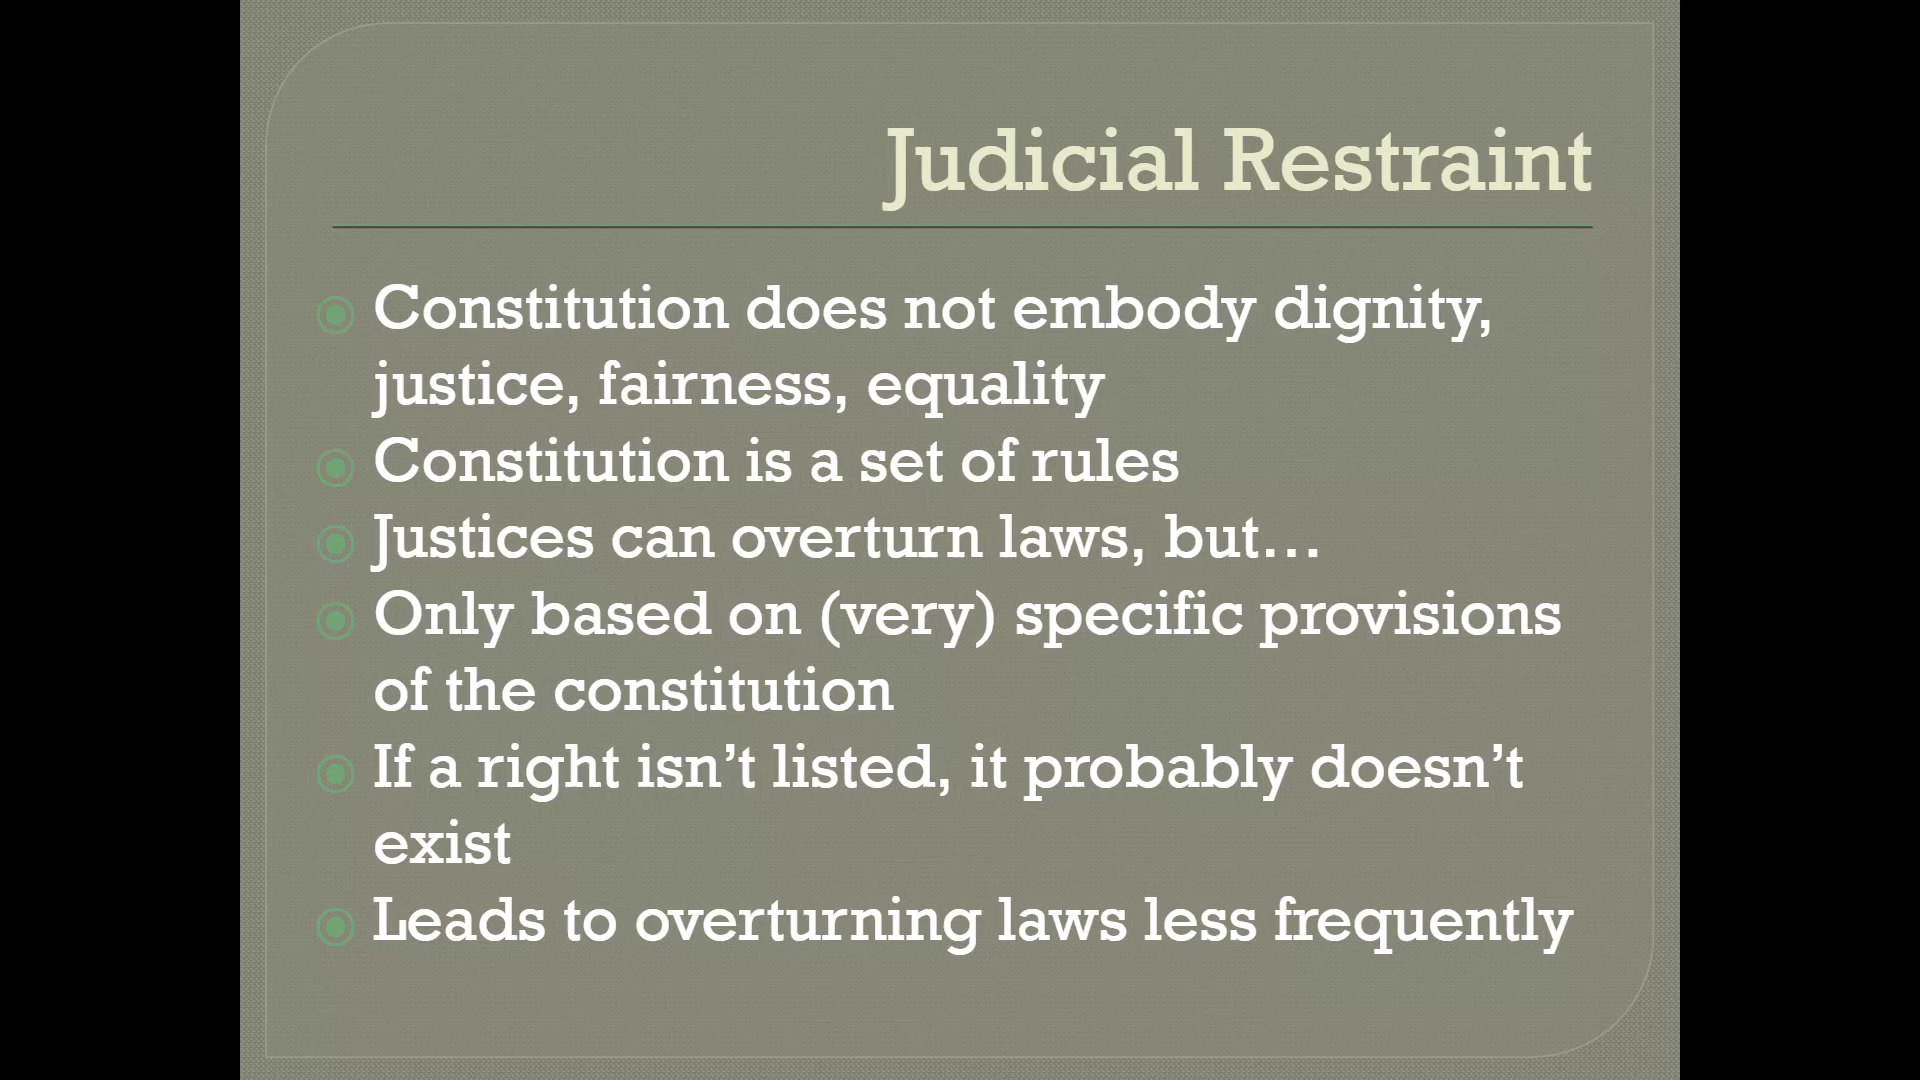 Judicial Restraint
Constitution does not embody dignity,
justice, fairness, equality
Constitution is a set of rules
Justices can overturn laws, but…
Only based on (very) specific provisions
of the constitution
If a right isn’t listed, it probably doesn’t
exist
Leads to overturning laws less frequently